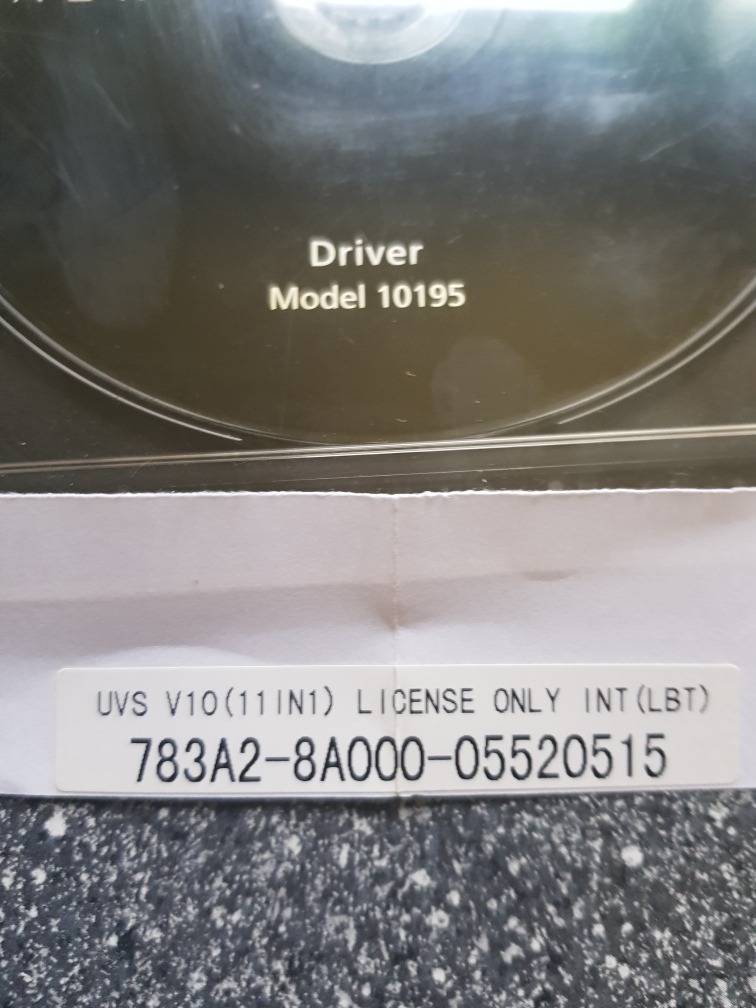 Driver
Model 10195
UVS V10(11IN1) LICENSE ONLY INT(LBT)
783A2-8A000-05520515